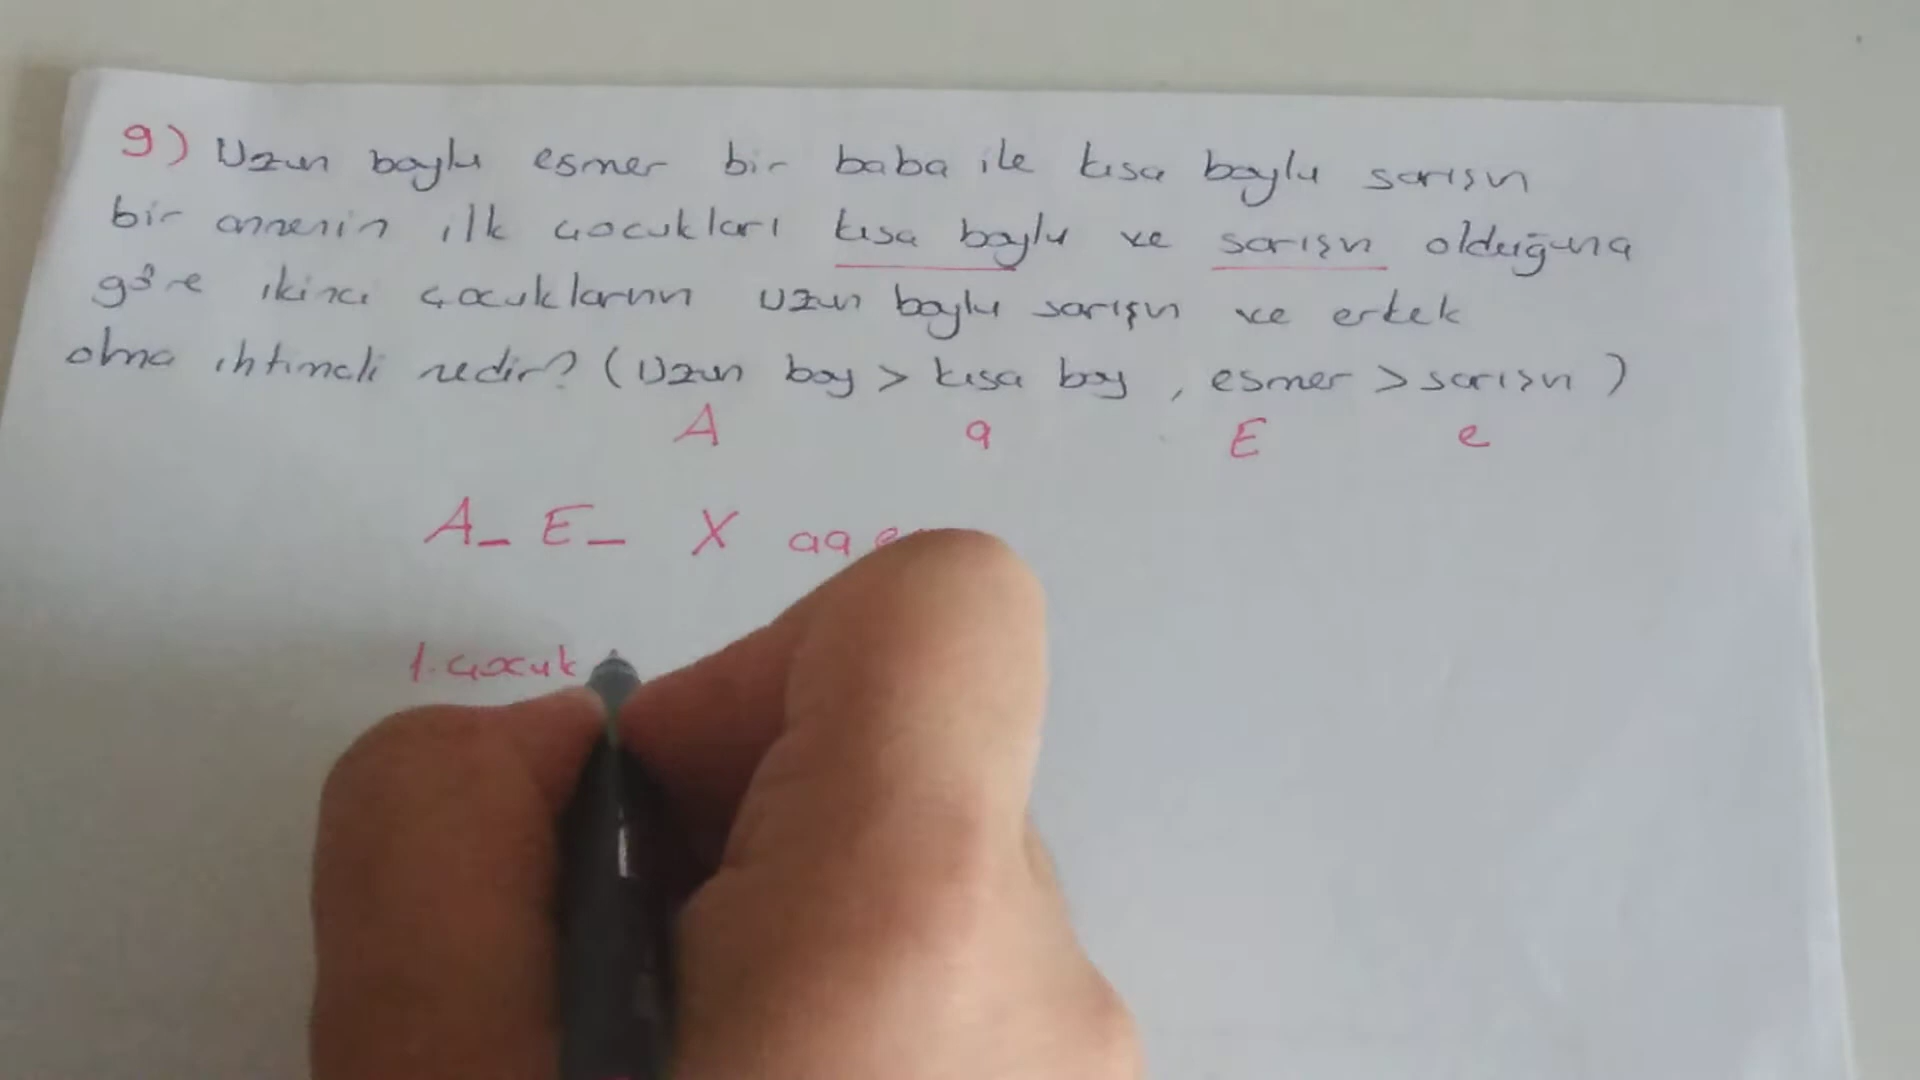 9) Uzun boylu esmer bir baba ile kısa boylu sarışın
bir annenin ilk çocukları kısa boylu ve sarışın olduğuna
göre ikinci çocuklarının uzun boylu sarışın ve erkek
olma ihtimali nedir? (Uzun boy > kısa boy , esmer > sarışın )
A a E e
A_ E_ X aa e
1. çocuk